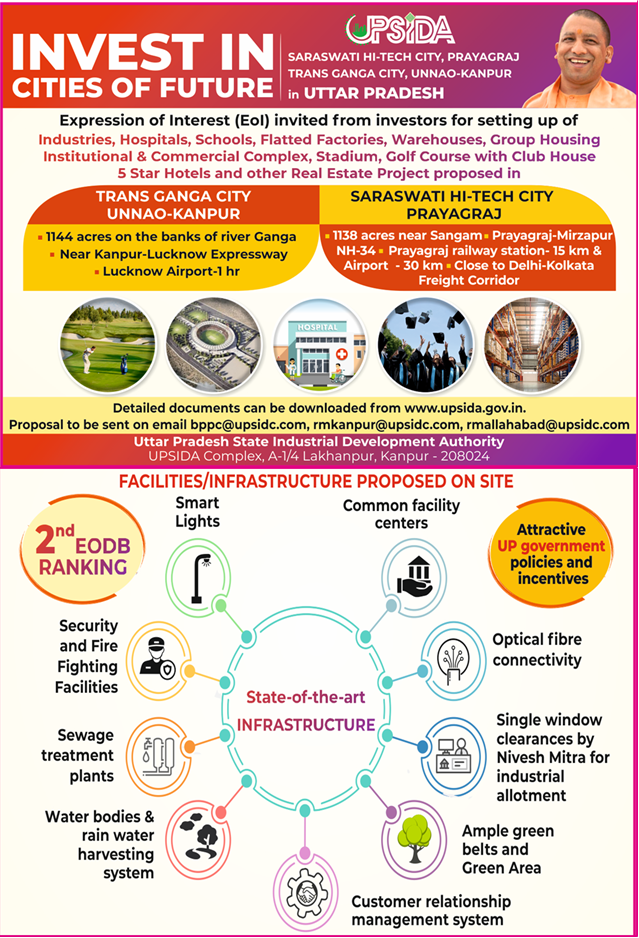 INVEST IN
CITIES OF FUTURE
UPSIDA
SARASWATI HI-TECH CITY, PRAYAGRAJ
TRANS GANGA CITY, UNNAO-KANPUR
in UTTAR PRADESH
Expression of Interest (EoI) invited from investors for setting up of
Industries, Hospitals, Schools, Flatted Factories, Warehouses, Group Housing
Institutional & Commercial Complex, Stadium, Golf Course with Club House
5 Star Hotels and other Real Estate Project proposed in
TRANS GANGA CITY
UNNAO-KANPUR
▪ 1144 acres on the banks of river Ganga
▪ Near Kanpur-Lucknow Expressway
▪ Lucknow Airport-1 hr
SARASWATI HI-TECH CITY
PRAYAGRAJ
▪ 1138 acres near Sangam ▪ Prayagraj-Mirzapur
NH-34 ▪ Prayagraj railway station- 15 km &
Airport - 30 km ▪ Close to Delhi-Kolkata
Freight Corridor
HOSPITAL
Detailed documents can be downloaded from www.upsida.gov.in.
Proposal to be sent on email bppc@upsidc.com, rmkanpur@upsidc.com, rmallahabad@upsidc.com
Uttar Pradesh State Industrial Development Authority
UPSIDA Complex, A-1/4 Lakhanpur, Kanpur - 208024
FACILITIES/INFRASTRUCTURE PROPOSED ON SITE
2nd EODB
RANKING
Smart
Lights
Common facility
centers
Attractive
UP government
policies and
incentives
Security
and Fire
Fighting
Facilities
Optical fibre
connectivity
State-of-the-art
INFRASTRUCTURE
Sewage
treatment
plants
Single window
clearances by
Nivesh Mitra for
industrial
allotment
Water bodies &
rain water
harvesting
system
Ample green
belts and
Green Area
Customer relationship
management system